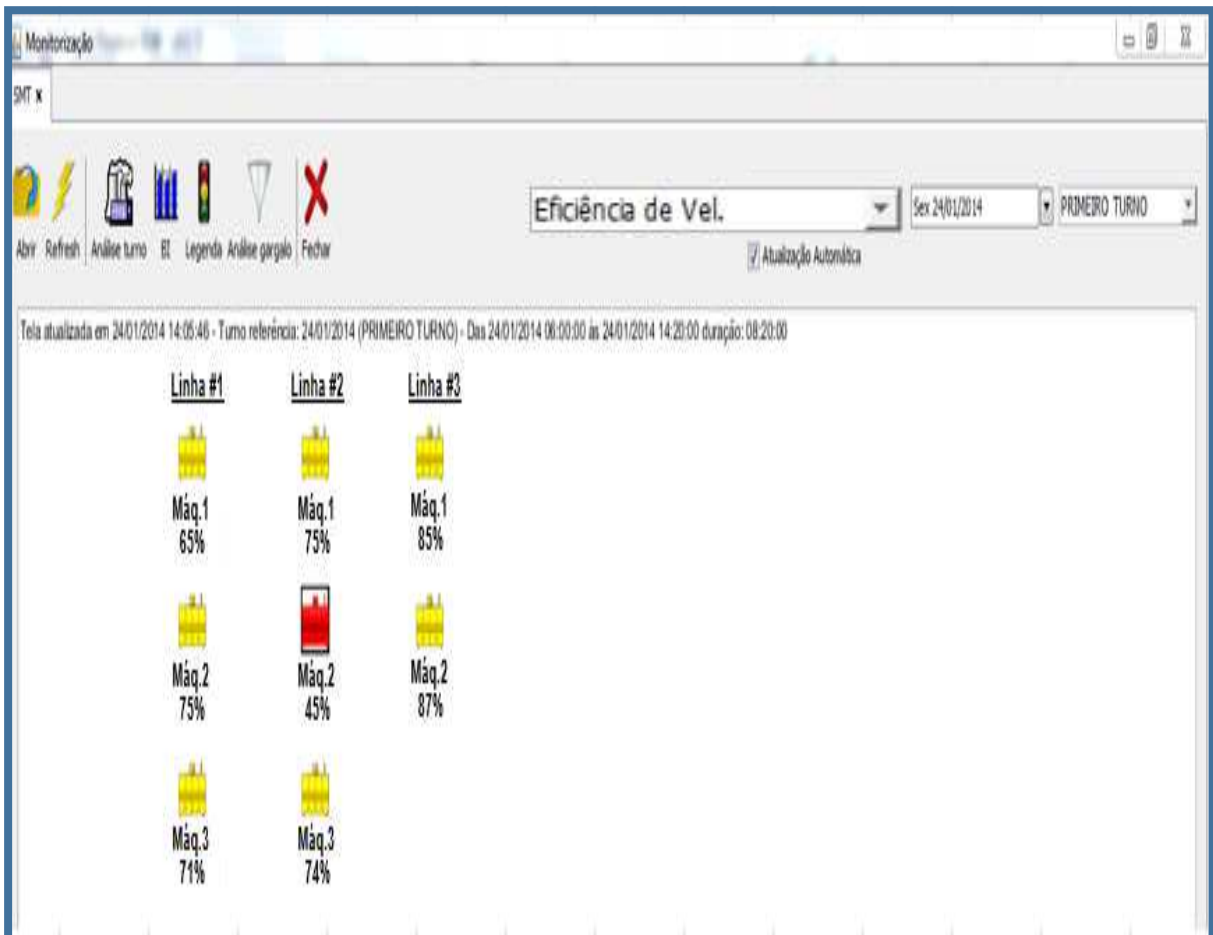 Monitorização
SMT x
Abrir Refresh Análise turno BI Legenda Análise gargalo Fechar
Eficiência de Vel. Sex 24/01/2014 PRIMEIRO TURNO
Atualização Automática
Tela atualizada em 24/01/2014 14:05:46 - Turno referência: 24/01/2014 (PRIMEIRO TURNO) - Das 24/01/2014 06:00:00 às 24/01/2014 14:20:00 duração: 08:20:00
Linha #1 Linha #2 Linha #3
Máq.1 Máq.1 Máq.1
65% 75% 85%
Máq.2 Máq.2 Máq.2
75% 45% 87%
Máq.3 Máq.3
71% 74%